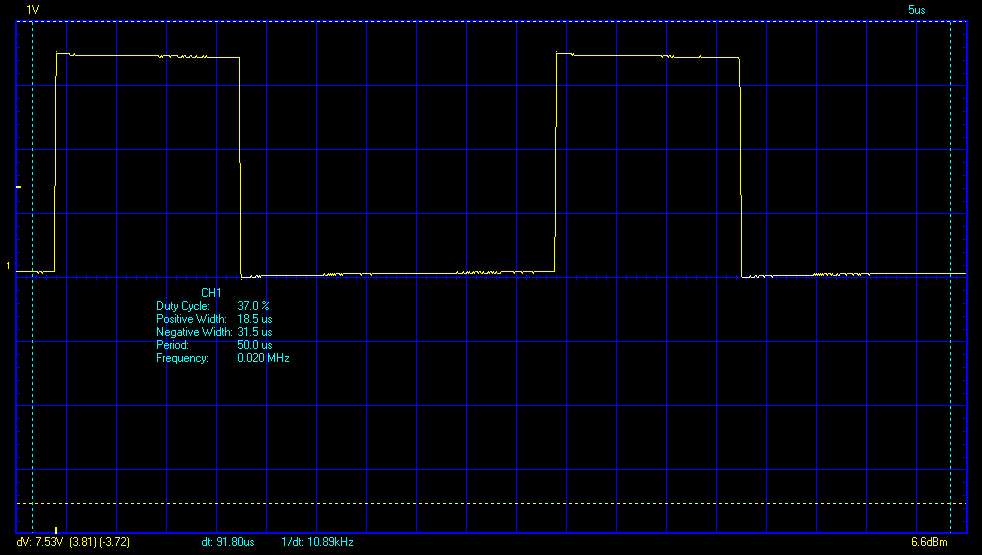 1V 5us
1
CH1
Duty Cycle: 37.0 %
Positive Width: 18.5 us
Negative Width: 31.5 us
Period: 50.0 us
Frequency: 0.020 MHz
dV: 7.53V (3.81) (-3.72) dt: 91.80us 1/dt: 10.89kHz 6.6dBm